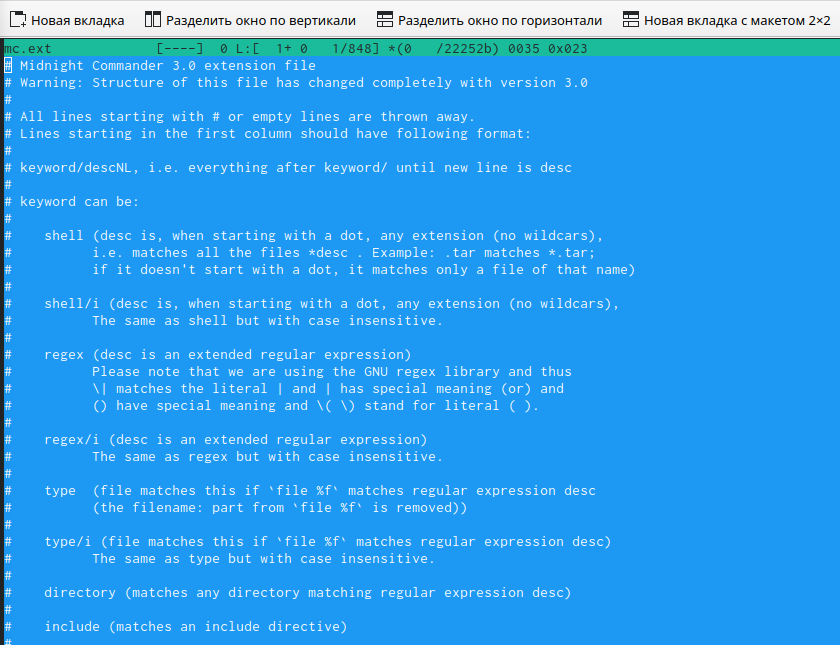 Новая вкладка Разделить окно по вертикали Разделить окно по горизонтали Новая вкладка с макетом 2×2
mc.ext [----] 0 L:[ 1+ 0 1/848] *(0 /22252b) 0035 0x023
# Midnight Commander 3.0 extension file
# Warning: Structure of this file has changed completely with version 3.0
#
# All lines starting with # or empty lines are thrown away.
# Lines starting in the first column should have following format:
#
# keyword/descNL, i.e. everything after keyword/ until new line is desc
#
# keyword can be:
#
# shell (desc is, when starting with a dot, any extension (no wildcars),
# i.e. matches all the files *desc . Example: .tar matches *.tar;
# if it doesn't start with a dot, it matches only a file of that name)
#
# shell/i (desc is, when starting with a dot, any extension (no wildcars),
# The same as shell but with case insensitive.
#
# regex (desc is an extended regular expression)
# Please note that we are using the GNU regex library and thus
# \| matches the literal | and | has special meaning (or) and
# () have special meaning and \( \) stand for literal ( ).
#
# regex/i (desc is an extended regular expression)
# The same as regex but with case insensitive.
#
# type (file matches this if `file %f` matches regular expression desc
# (the filename: part from `file %f` is removed))
#
# type/i (file matches this if `file %f` matches regular expression desc)
# The same as type but with case insensitive.
#
# directory (matches any directory matching regular expression desc)
#
# include (matches an include directive)
#